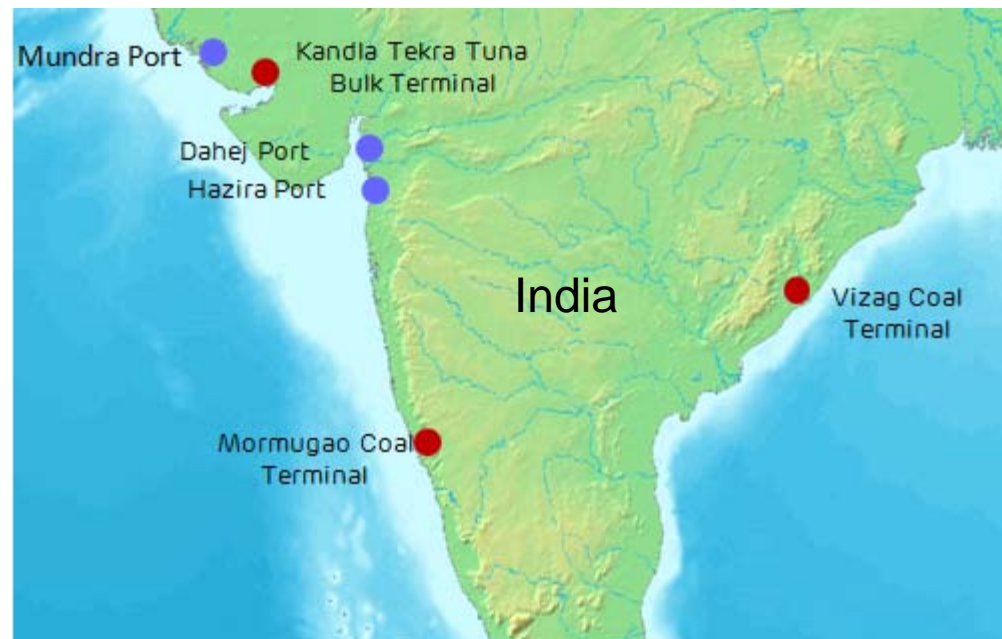 Mundra Port
Kandla Tekra Tuna
Bulk Terminal
Dahej Port
Hazira Port
India
Vizag Coal
Terminal
Mormugao Coal
Terminal